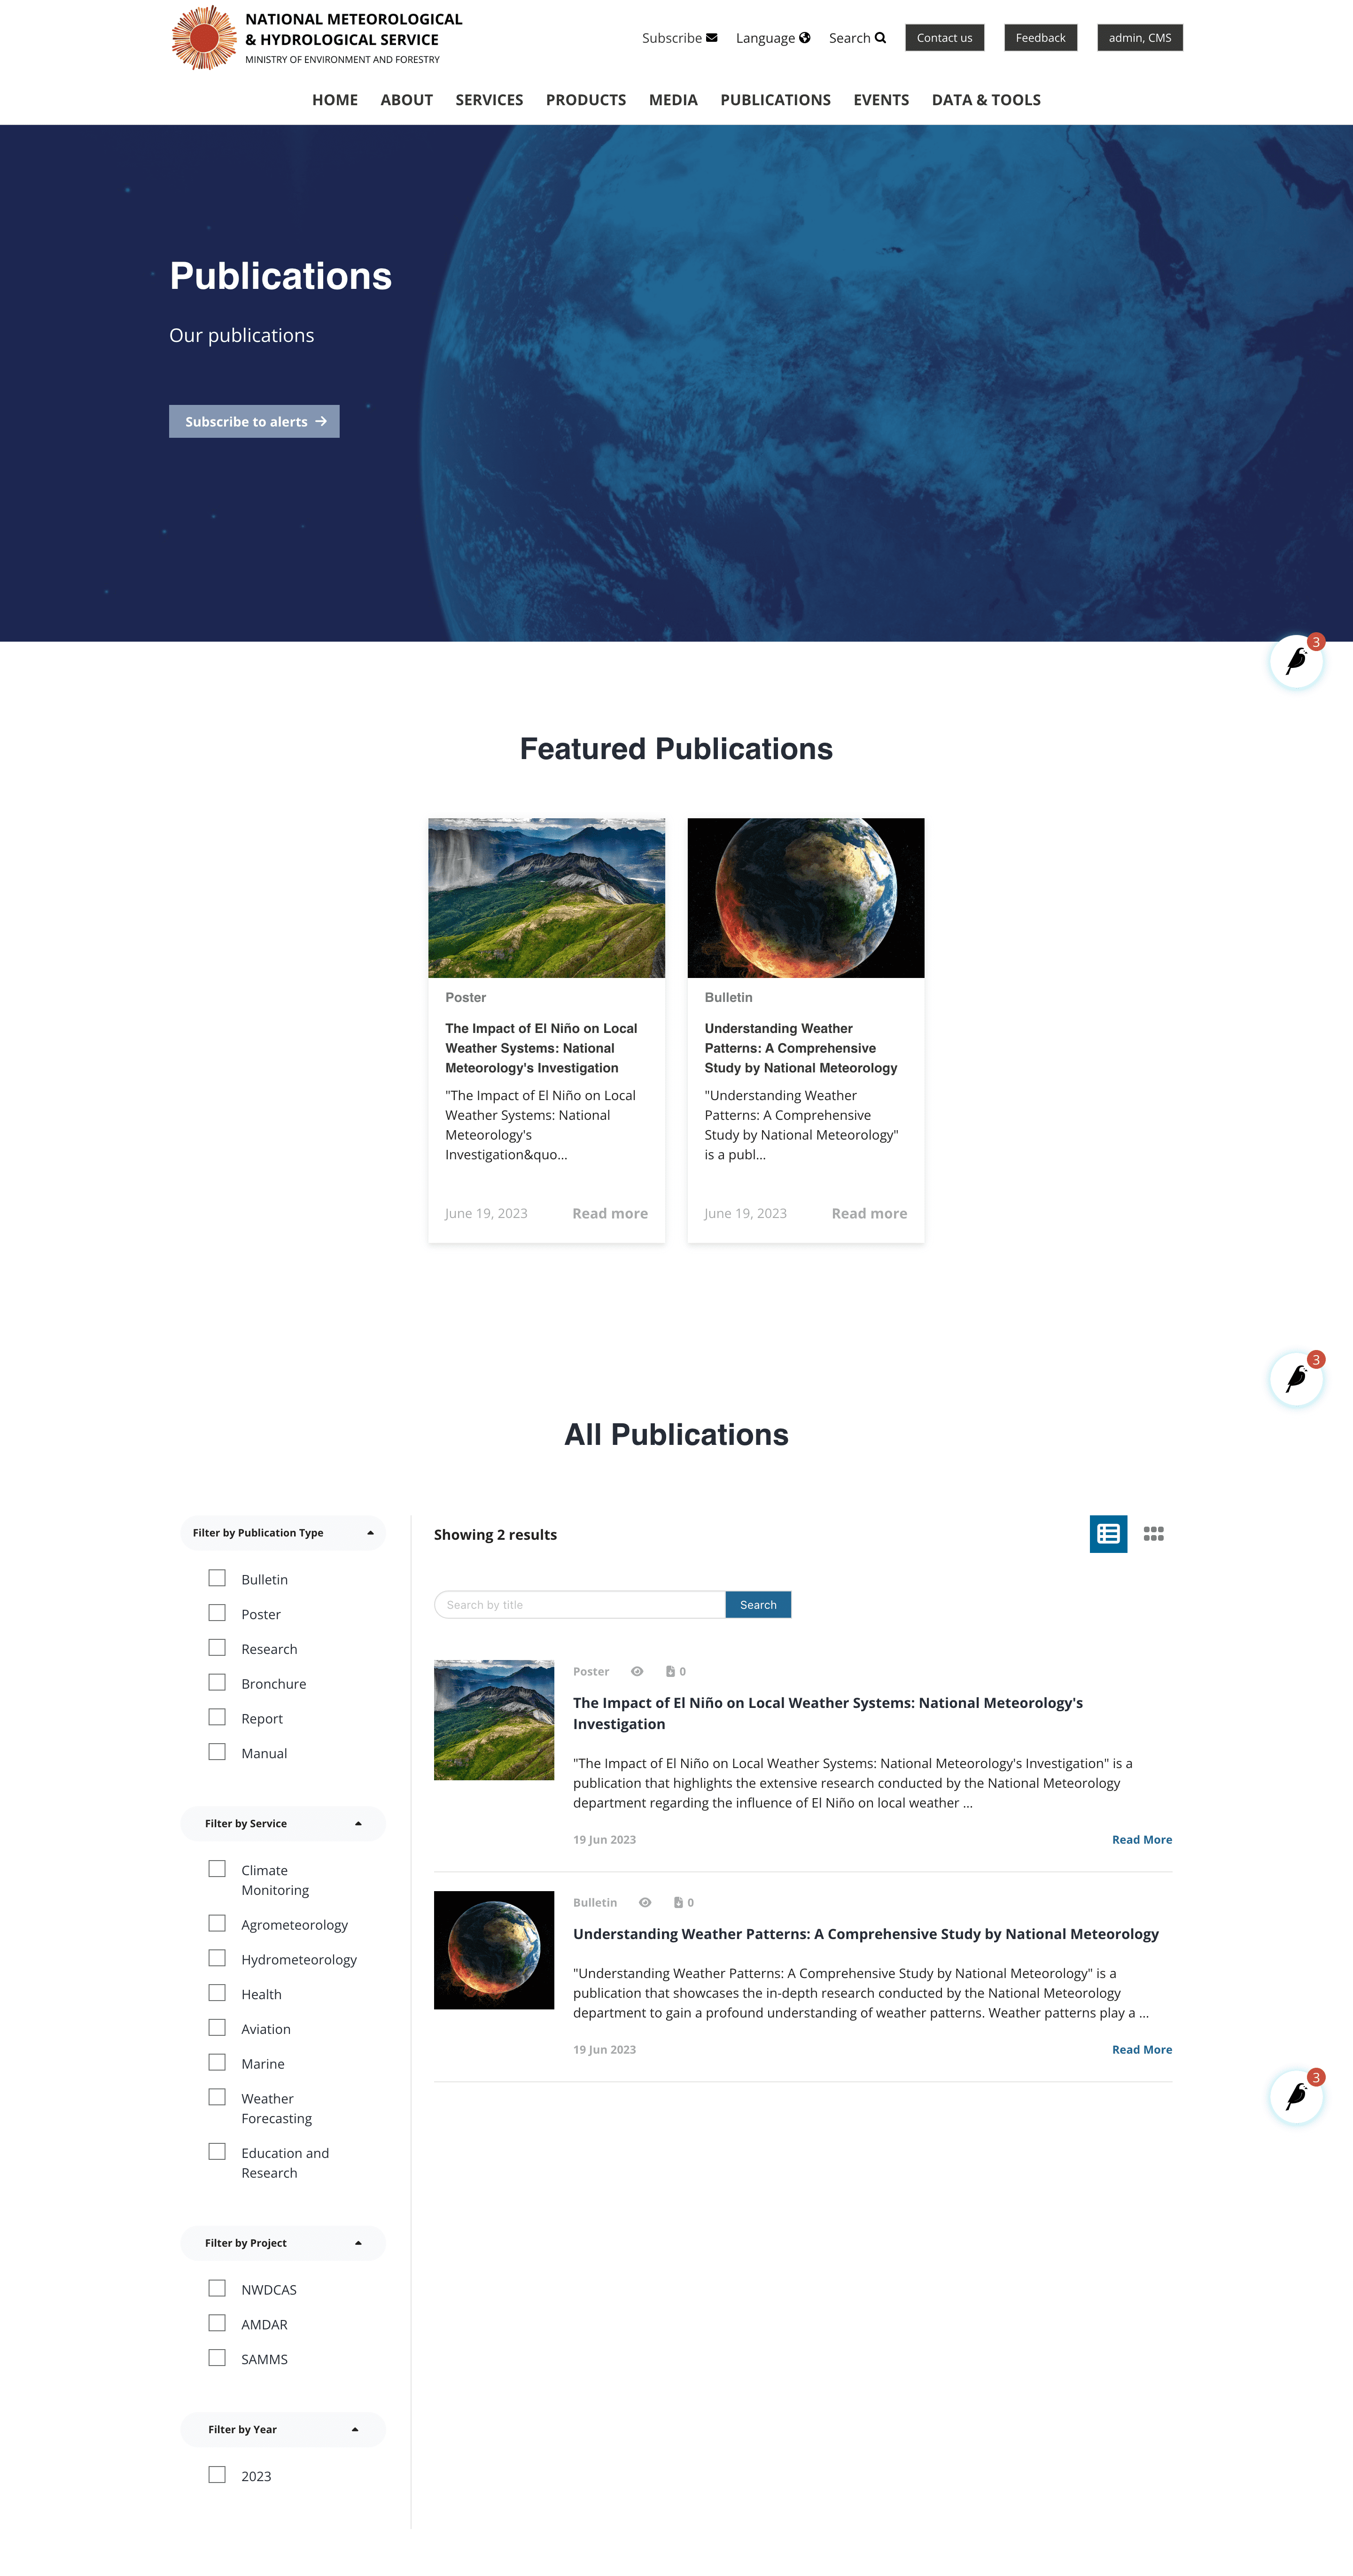 NATIONAL METEOROLOGICAL
& HYDROLOGICAL SERVICE
MINISTRY OF ENVIRONMENT AND FORESTRY
Subscribe Language Search Contact us Feedback admin, CMS
HOME ABOUT SERVICES PRODUCTS MEDIA PUBLICATIONS EVENTS DATA & TOOLS
Publications
Our publications
Subscribe to alerts
3
Featured Publications
Poster
The Impact of El Niño on Local
Weather Systems: National
Meteorology's Investigation
"The Impact of El Niño on Local
Weather Systems: National
Meteorology's
Investigation&quo...
June 19, 2023 Read more
Bulletin
Understanding Weather
Patterns: A Comprehensive
Study by National Meteorology
"Understanding Weather
Patterns: A Comprehensive
Study by National Meteorology"
is a publ...
June 19, 2023 Read more
3
All Publications
Filter by Publication Type
Bulletin
Poster
Research
Bronchure
Report
Manual
Filter by Service
Climate
Monitoring
Agrometeorology
Hydrometeorology
Health
Aviation
Marine
Weather
Forecasting
Education and
Research
Filter by Project
NWDCAS
AMDAR
SAMMS
Filter by Year
2023
Showing 2 results
Search by title Search
Poster 0
The Impact of El Niño on Local Weather Systems: National Meteorology's
Investigation
"The Impact of El Niño on Local Weather Systems: National Meteorology's Investigation" is a
publication that highlights the extensive research conducted by the National Meteorology
department regarding the influence of El Niño on local weather ...
19 Jun 2023 Read More
Bulletin 0
Understanding Weather Patterns: A Comprehensive Study by National Meteorology
"Understanding Weather Patterns: A Comprehensive Study by National Meteorology" is a
publication that showcases the in-depth research conducted by the National Meteorology
department to gain a profound understanding of weather patterns. Weather patterns play a ...
19 Jun 2023 Read More
3